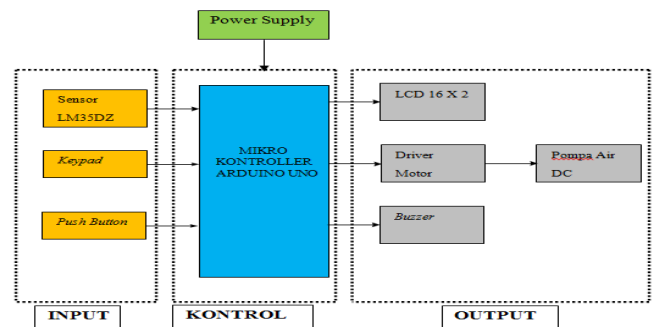 Power Supply
Sensor
LM35DZ
Keypad
Push Button
MIKRO
KONTROLLER
ARDUINO UNO
LCD 16 X 2
Driver
Motor
Pompa Air
DC
Buzzer
INPUT
KONTROL
OUTPUT